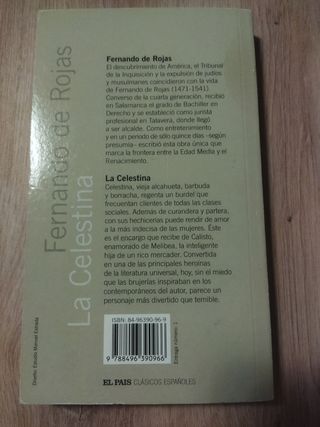 Fernando de Rojas
La Celestina
Fernando de Rojas
El descubrimiento de América, el Tribunal
de la Inquisición y la expulsión de judíos
y musulmanes coincidieron con la vida
de Fernando de Rojas (1471-1541).
Converso de la cuarta generación, recibió
en Salamanca el grado de Bachiller en
Derecho y se estableció como jurista
profesional en Talavera, donde llegó
a ser alcalde. Como entretenimiento
y en un periodo de sólo quince días –según
presumía– escribió esta obra única que
marca la frontera entre la Edad Media y el
Renacimiento.
La Celestina
Celestina, vieja alcahueta, barbuda
y borracha, regenta un burdel que
frecuentan clientes de todas las clases
sociales. Ademas de curandera y partera,
con sus hechicerías puede rendir de amor
a la más indecisa de las mujeres. Éste
es el encargo que recibe de Calisto,
enamorado de Melibea, la inteligente
hija de un rico mercader. Convertida
en una de las principales heroínas
de la literatura universal, hoy, sin el miedo
que las brujerías inspiraban en los
contemporáneos del autor, parece un
personaje más divertido que temible.
Diseño: Estudio Manuel Estrada
ISBN: 84-96390-96-9
9 788496 390966
Entrega número: 1
EL PAIS CLÁSICOS ESPAÑOLES